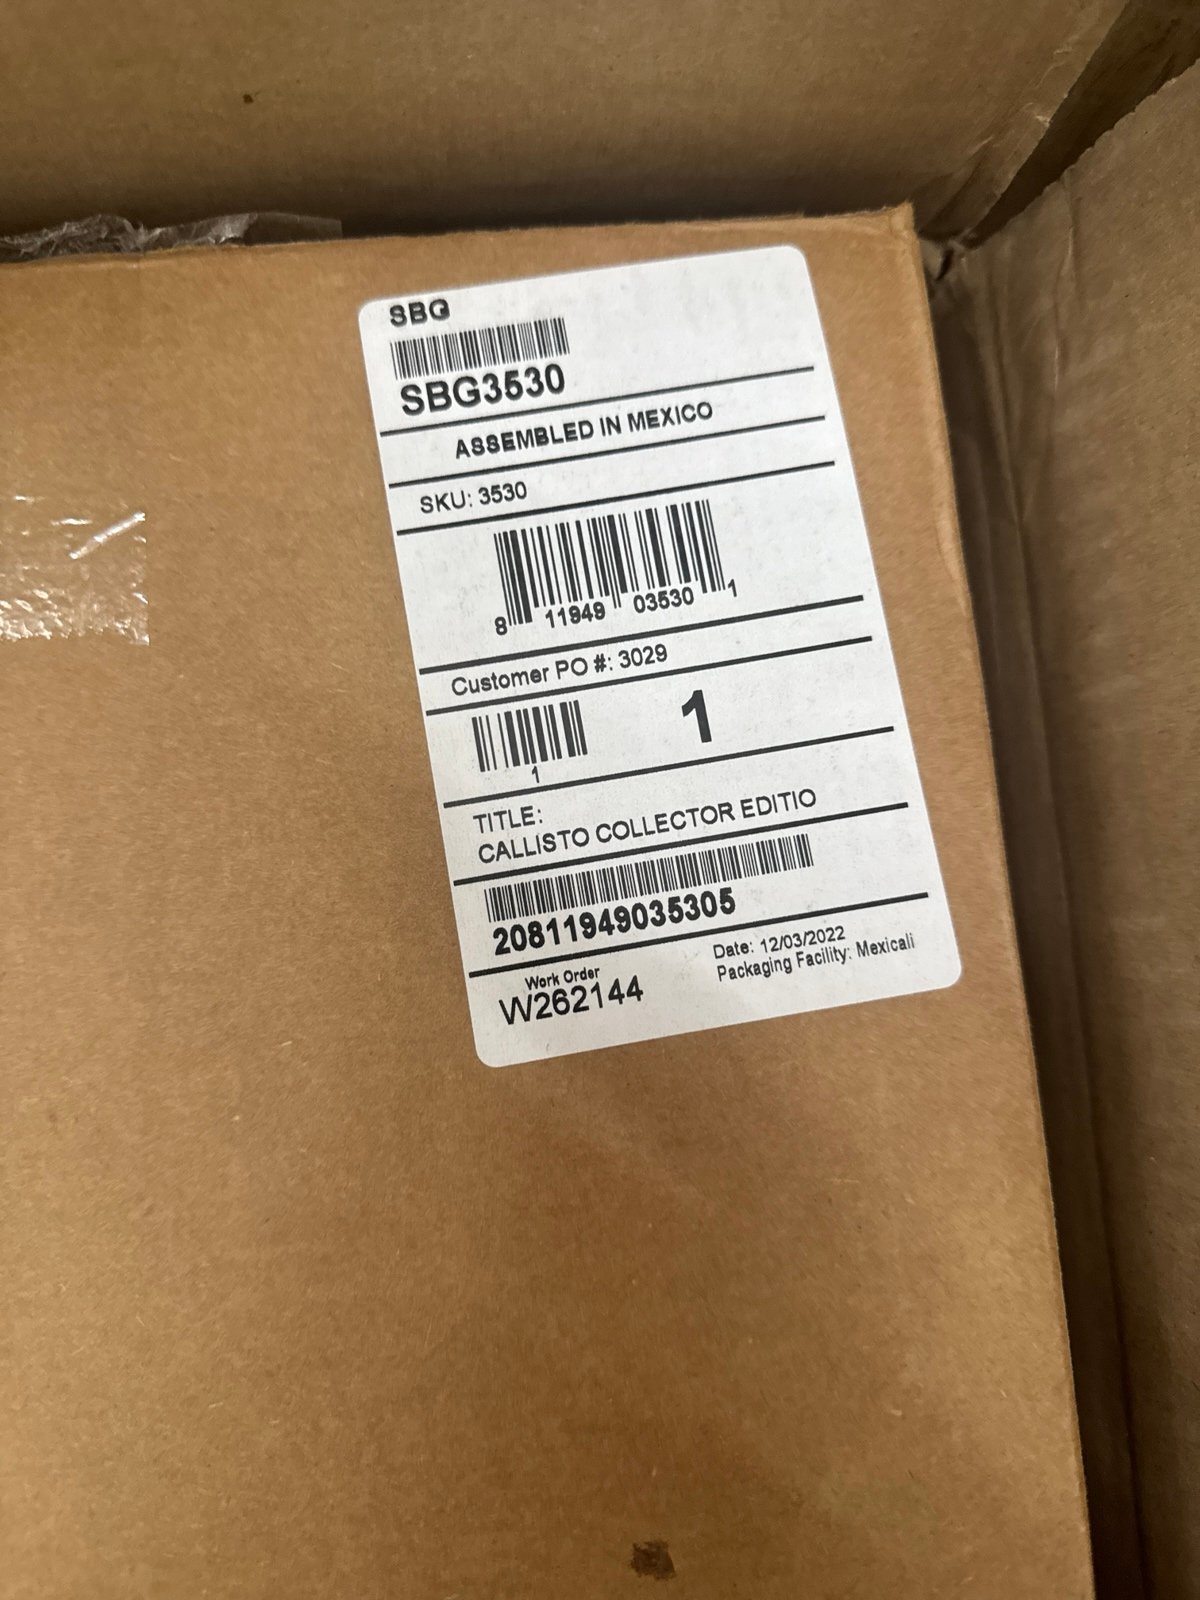 SBG
SBG3530
ASSEMBLED IN MEXICO
SKU: 3530
8 11949 03530 1
Customer PO #: 3029
1
1
TITLE:
CALLISTO COLLECTOR EDITIO
20811949035305
Work Order
W262144
Date: 12/03/2022
Packaging Facility: Mexicali